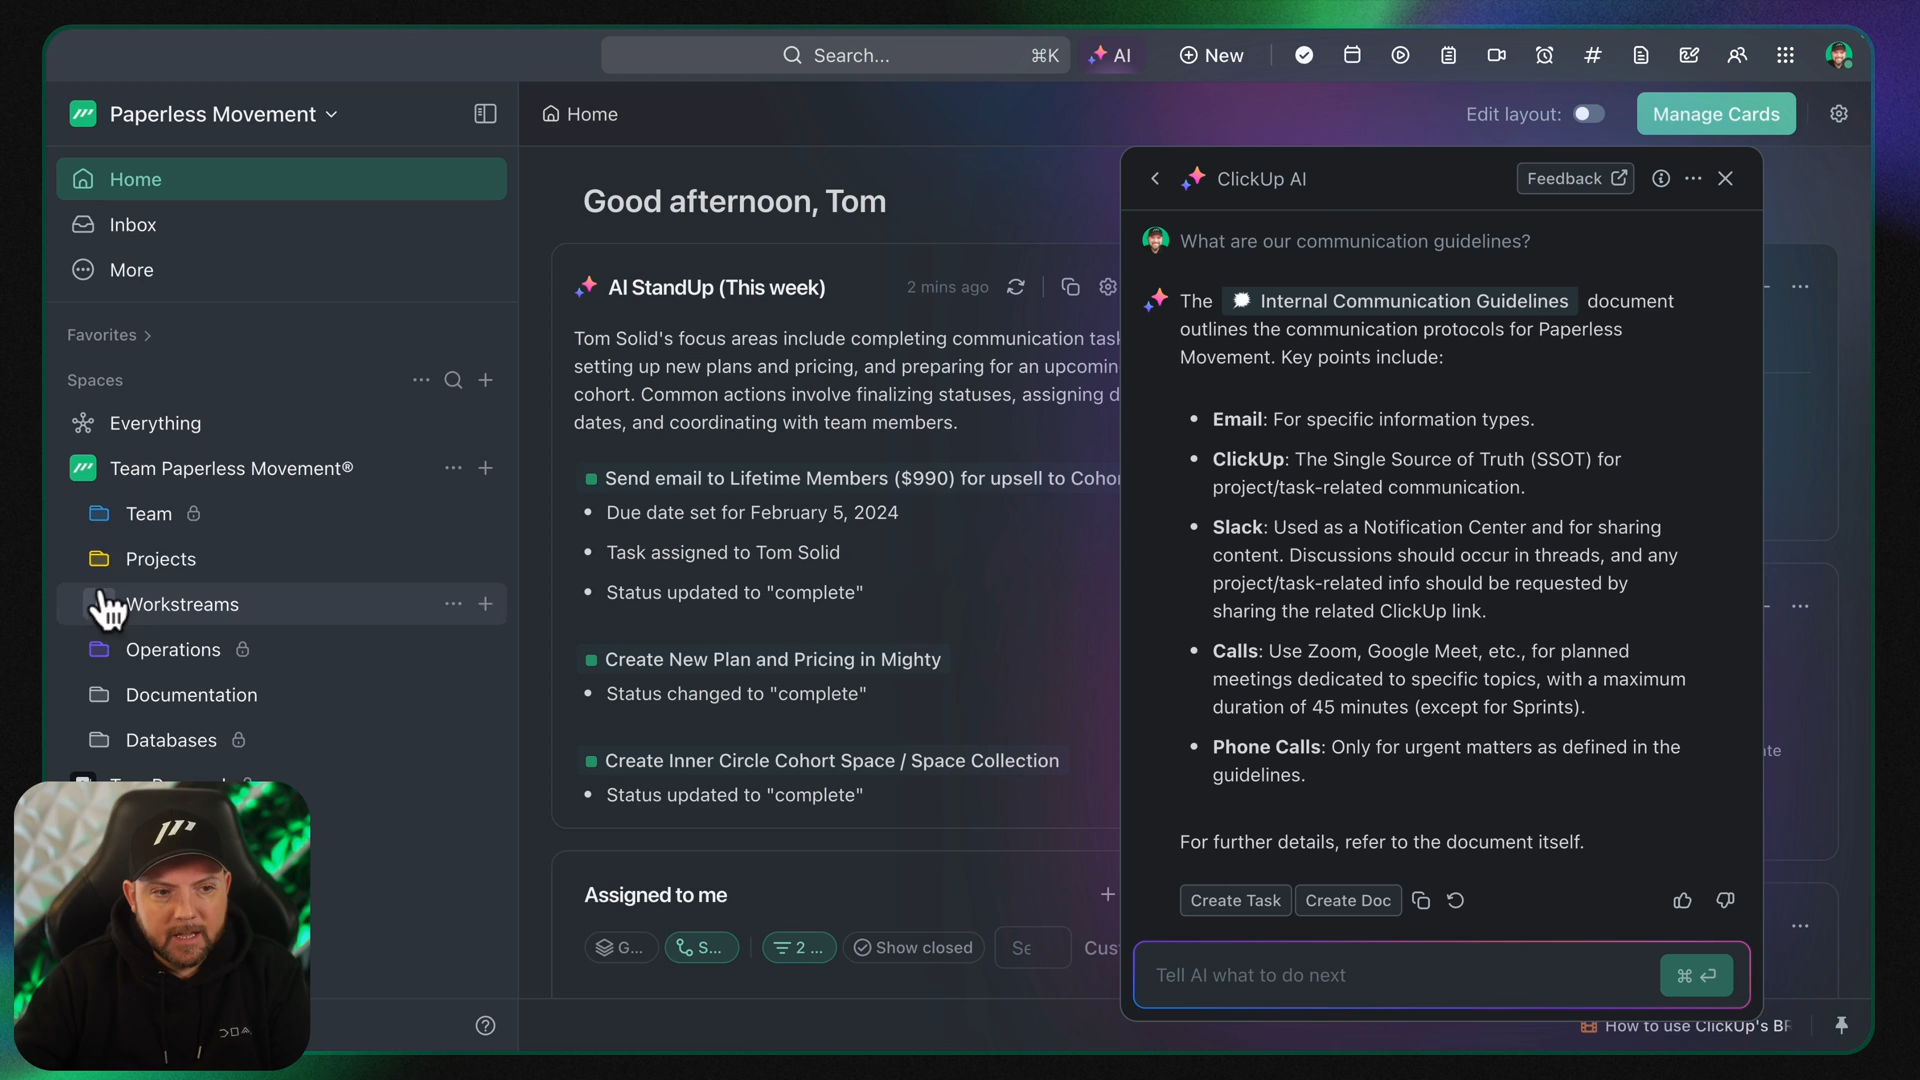 Search...
⌘K
AI
New
Paperless Movement
Home
Inbox
More
Favorites
Spaces
Everything
Team Paperless Movement®
Team
Projects
Workstreams
Operations
Documentation
Databases
Home
Edit layout:
Manage Cards
Good afternoon, Tom
AI StandUp (This week)
2 mins ago
Tom Solid's focus areas include completing communication
setting up new plans and pricing, and preparing for an
cohort. Common actions involve finalizing statuses, assigning
dates, and coordinating with team members.
Send email to Lifetime Members ($990) for upsell to
Due date set for February 5, 2024
Task assigned to Tom Solid
Status updated to "complete"
Create New Plan and Pricing in Mighty
Status changed to "complete"
Create Inner Circle Cohort Space / Space Collection
Status updated to "complete"
Assigned to me
G...
S...
2 ...
Show closed
ClickUp AI
Feedback
What are our communication guidelines?
The Internal Communication Guidelines document
outlines the communication protocols for Paperless
Movement. Key points include:
Email: For specific information types.
ClickUp: The Single Source of Truth (SSOT) for
project/task-related communication.
Slack: Used as a Notification Center and for sharing
content. Discussions should occur in threads, and any
project/task-related info should be requested by
sharing the related ClickUp link.
Calls: Use Zoom, Google Meet, etc., for planned
meetings dedicated to specific topics, with a maximum
duration of 45 minutes (except for Sprints).
Phone Calls: Only for urgent matters as defined in the
guidelines.
For further details, refer to the document itself.
Create Task
Create Doc
Tell AI what to do next
⌘
How to use ClickUp's